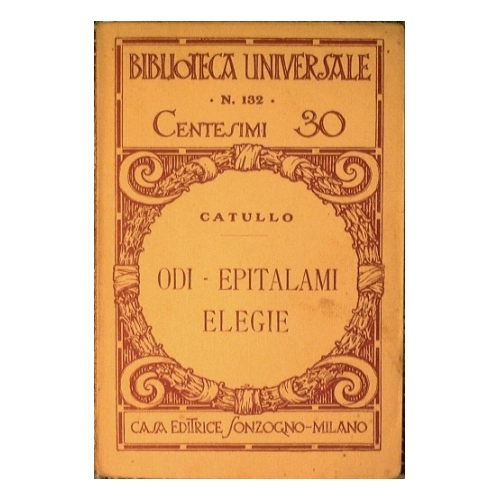 BIBLIOTECA UNIVERSALE
· N. 132 ·
CENTESIMI 30
CATULLO
ODI - EPITALAMI
ELEGIE
CASA EDITRICE SONZOGNO-MILANO